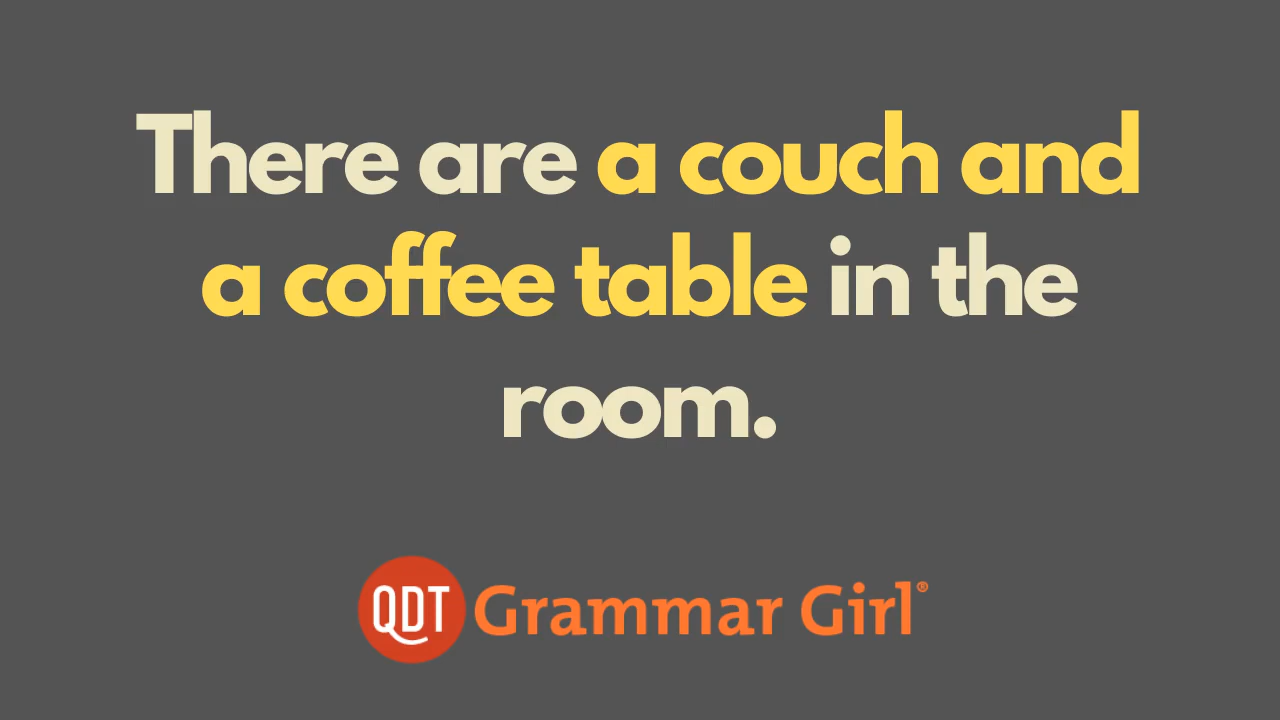 There are a couch and
a coffee table in the
room.
QDT Grammar Girl®